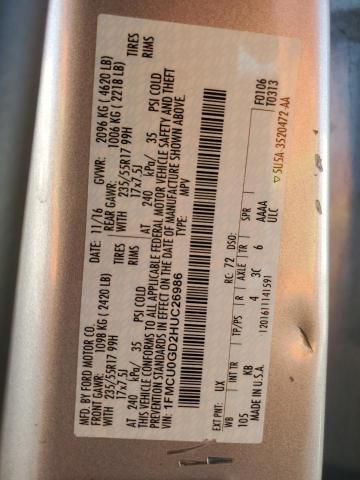 MFD. BY FORD MOTOR CO.
DATE: 11/16 GVWR: 2096 KG ( 4620 LB)
FRONT GAWR: 1098 KG ( 2420 LB) REAR GAWR: 1006 KG ( 2218 LB)
WITH 235/55R17 99H TIRES WITH 235/55R17 99H TIRES
17x7.5J RIMS 17x7.5J RIMS
AT 240 kPa/ 35 PSI COLD AT 240 kPa/ 35 PSI COLD
THIS VEHICLE CONFORMS TO ALL APPLICABLE FEDERAL MOTOR VEHICLE SAFETY AND THEFT
PREVENTION STANDARDS IN EFFECT ON THE DATE OF MANUFACTURE SHOWN ABOVE.
VIN: 1FMCU0GD2HUC26986
TYPE: MPV
F0106
T0313
EXT PNT: UX RC: 72 DSO:
WB INT TR TP/PS R AXLE TR SPR
105 KB 4 3C 6 AAAA
ULC
MADE IN U.S.A. 1201611141591
▽SU5A-3520472-AA